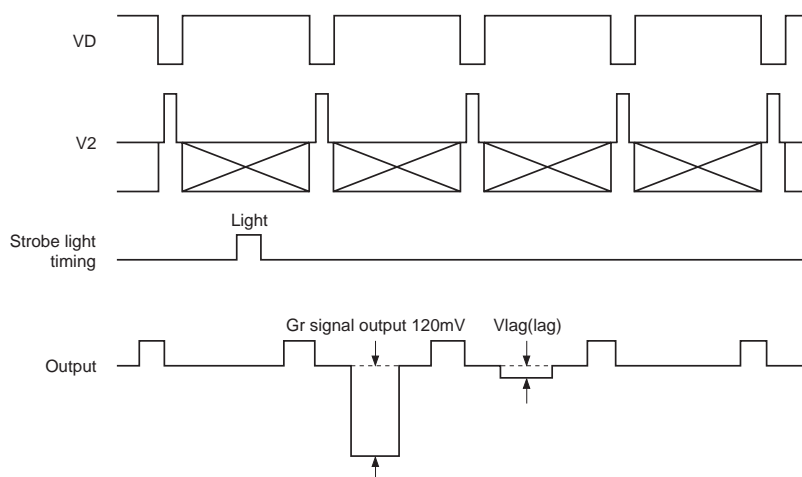 VD
V2
Light
Strobe light
timing
Gr signal output 120mV
Vlag(lag)
Output